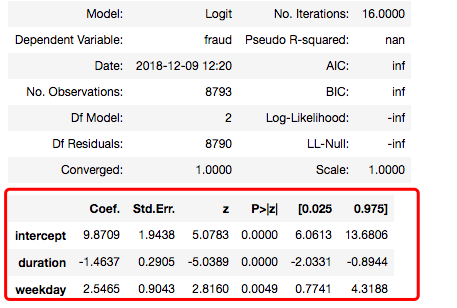 Model: Logit No. Iterations: 16.0000
Dependent Variable: fraud Pseudo R-squared: nan
Date: 2018-12-09 12:20 AIC: inf
No. Observations: 8793 BIC: inf
Df Model: 2 Log-Likelihood: -inf
Df Residuals: 8790 LL-Null: -inf
Converged: 1.0000 Scale: 1.0000
Coef. Std.Err. z P>|z| [0.025 0.975]
intercept 9.8709 1.9438 5.0783 0.0000 6.0613 13.6806
duration -1.4637 0.2905 -5.0389 0.0000 -2.0331 -0.8944
weekday 2.5465 0.9043 2.8160 0.0049 0.7741 4.3188